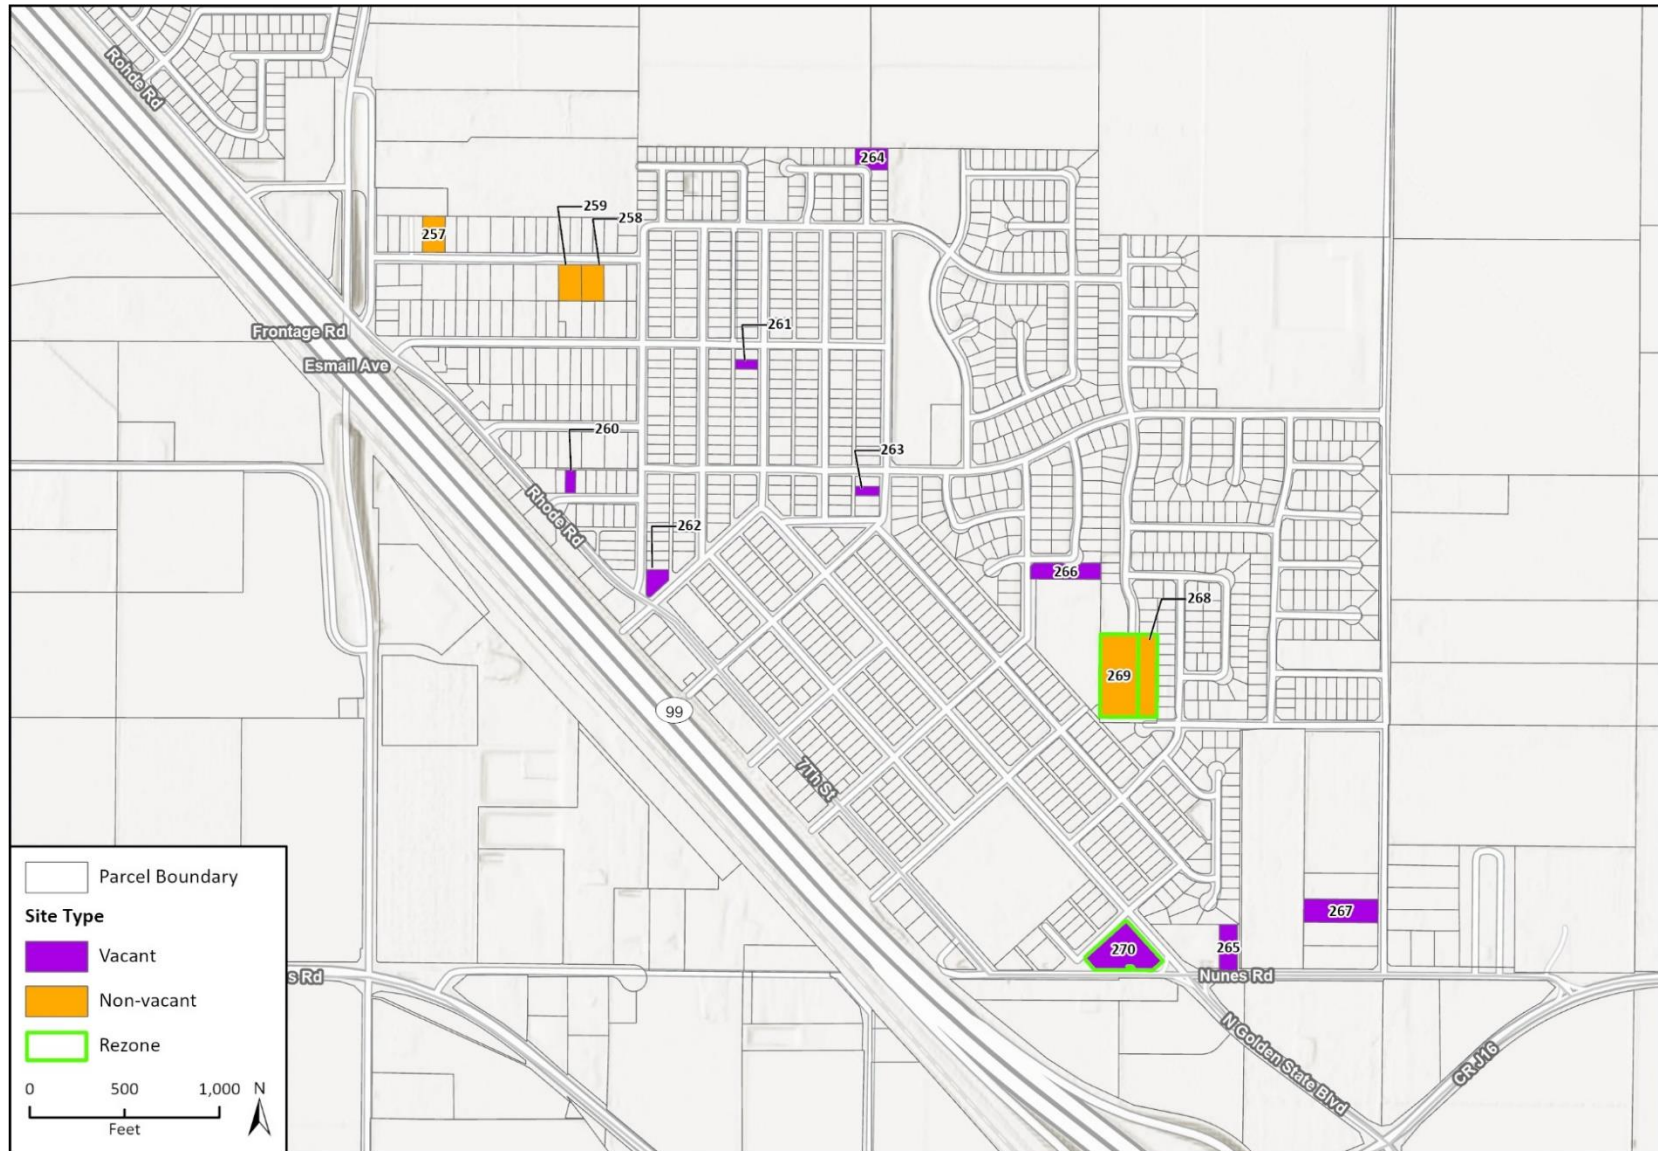 Rohde Rd
264
259
258
257
261
Frontage Rd
Esmail Ave
260
263
Rhode Rd
262
266
268
269
99
7Th St
Parcel Boundary
Site Type
Vacant
Non-vacant
Rezone
0 500 1,000 N
Feet
267
270
265
s Rd
Nunes Rd
N Golden State Blvd
CR J16